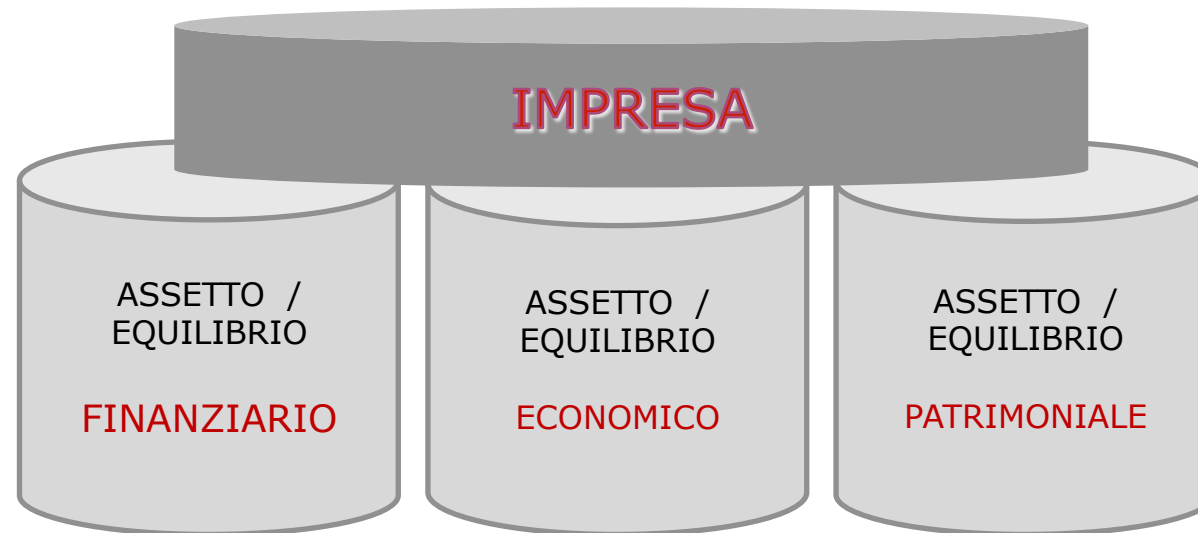 IMPRESA
ASSETTO /
EQUILIBRIO
FINANZIARIO
ASSETTO /
EQUILIBRIO
ECONOMICO
ASSETTO /
EQUILIBRIO
PATRIMONIALE